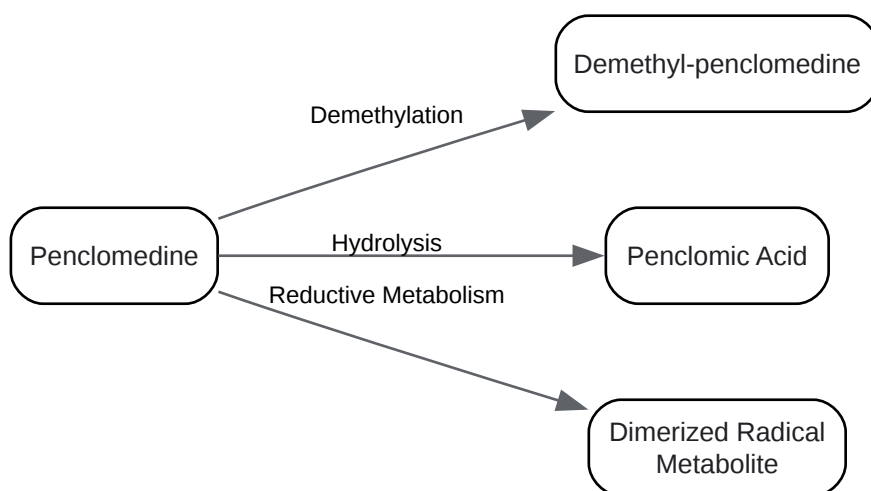 Demethyl-penclomedine
Demethylation
Penclomedine
Hydrolysis
Penclomic Acid
Reductive Metabolism
Dimerized Radical
Metabolite